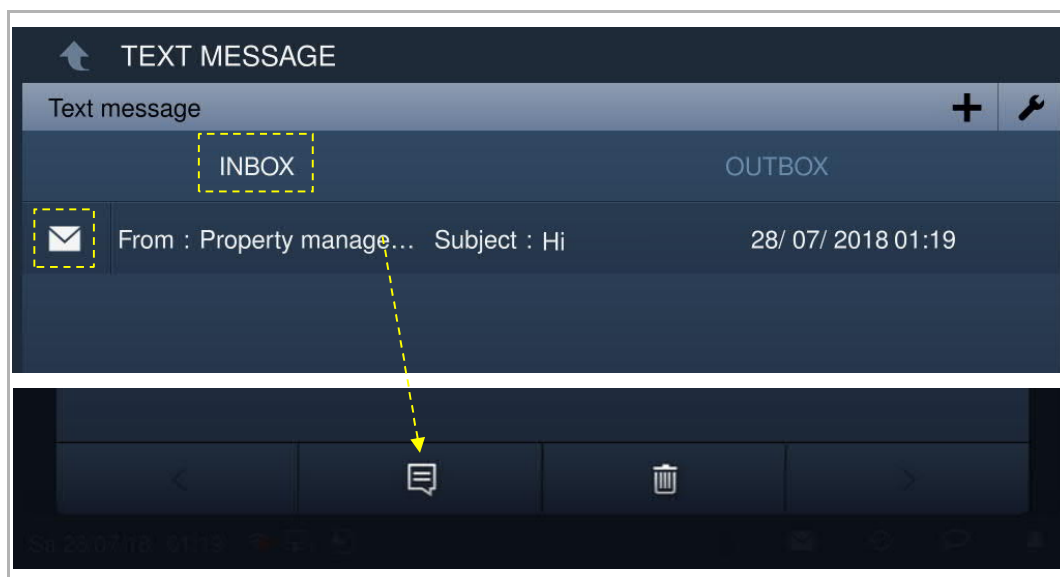 TEXT MESSAGE
Text message
INBOX OUTBOX
From : Property manage... Subject : Hi 28/ 07/ 2018 01:19